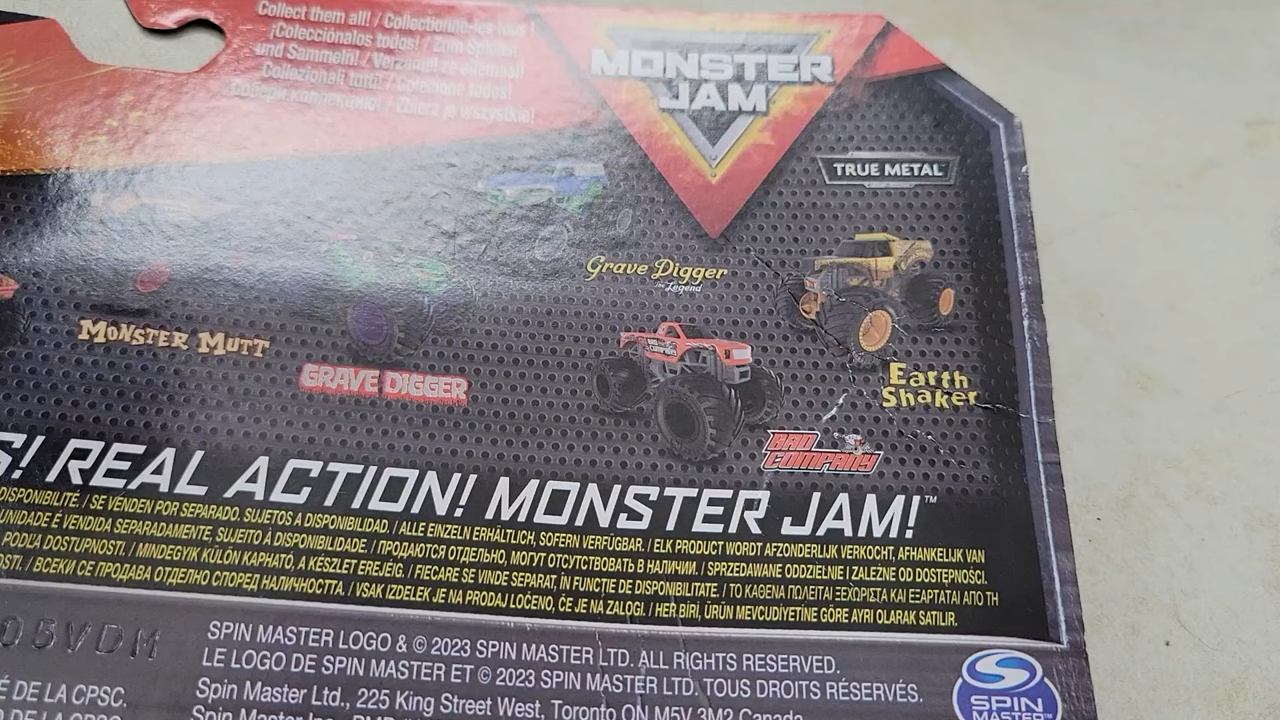 Collect them all! / Collectionne-les tous !
¡Colecciónalos todos! / Zum Spielen
und Sammeln! / Verzamel ze allemaal!
Collezionali tutti! / Colecione todos!
Собери коллекцию! / Zbierz je wszystkie!
MONSTER
JAM
TRUE METAL
Grave Digger
The Legend
MONSTER MUTT
GRAVE DIGGER
Earth
Shaker
BAD
COMPANY
S! REAL ACTION! MONSTER JAM!™
DISPONIBILITÉ. / SE VENDEN POR SEPARADO. SUJETOS A DISPONIBILIDAD. / ALLE EINZELN ERHÄLTLICH, SOFERN VERFÜGBAR. / ELK PRODUCT WORDT AFZONDERLIJK VERKOCHT, AFHANKELIJK VAN
UNIDADE É VENDIDA SEPARADAMENTE, SUJEITO À DISPONIBILIDADE. / ПРОДАЮТСЯ ОТДЕЛЬНО, МОГУТ ОТСУТСТВОВАТЬ В НАЛИЧИИ. / SPRZEDAWANE ODDZIELNIE I ZALEŻNE OD DOSTĘPNOŚCI.
PODĽA DOSTUPNOSTI. / MINDEGYIK KÜLÖN KAPHATÓ, A KÉSZLET EREJÉIG. / FIECARE SE VINDE SEPARAT, ÎN FUNCȚIE DE DISPONIBILITATE. / ΤΟ ΚΑΘΕΝΑ ΠΩΛΕΙΤΑΙ ΞΕΧΩΡΙΣΤΑ ΚΑΙ ΕΞΑΡΤΑΤΑΙ ΑΠΟ ΤΗ
OSTI. / ВСЕКИ СЕ ПРОДАВА ОТДЕЛНО СПОРЕД НАЛИЧНОСТТА. / VSAK IZDELEK JE NA PRODAJ LOČENO, ČE JE NA ZALOGI. / HER BİRİ, ÜRÜN MEVCUDİYETİNE GÖRE AYRI OLARAK SATILIR.
05VDM
SPIN MASTER LOGO & © 2023 SPIN MASTER LTD. ALL RIGHTS RESERVED.
LE LOGO DE SPIN MASTER ET © 2023 SPIN MASTER LTD. TOUS DROITS RÉSERVÉS.
É DE LA CPSC.
Spin Master Ltd., 225 King Street West, Toronto ON M5V 3M2 Canada
SPIN
MASTER™